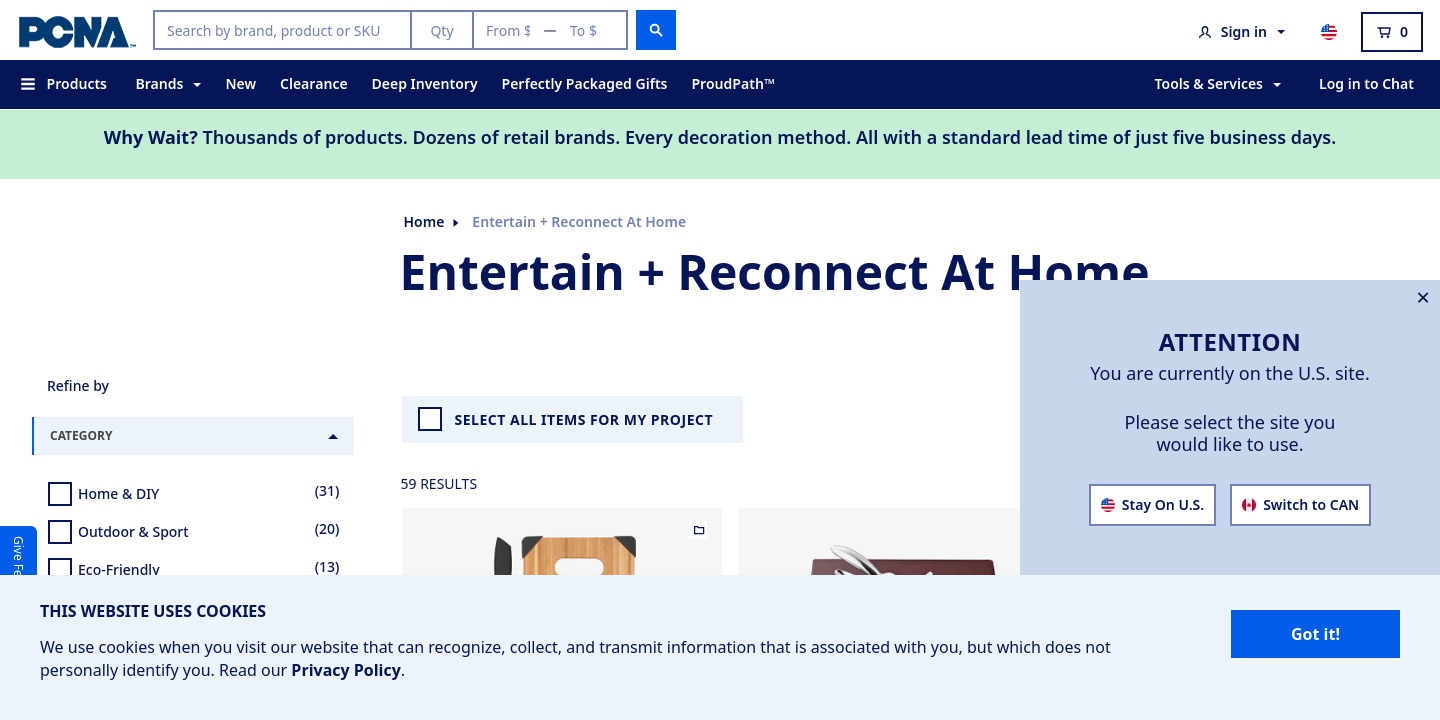 PCNA™
Search by brand, product or SKU
Qty
From $ — To $
Sign in
0
Products
Brands
New
Clearance
Deep Inventory
Perfectly Packaged Gifts
ProudPath™
Tools & Services
Log in to Chat
Why Wait? Thousands of products. Dozens of retail brands. Every decoration method. All with a standard lead time of just five business days.
Home
Entertain + Reconnect At Home
Entertain + Reconnect At Home
Refine by
CATEGORY
Home & DIY (31)
Outdoor & Sport (20)
Eco-Friendly (13)
Give Fe
SELECT ALL ITEMS FOR MY PROJECT
59 RESULTS
ATTENTION
You are currently on the U.S. site.
Please select the site you
would like to use.
Stay On U.S.
Switch to CAN
THIS WEBSITE USES COOKIES
We use cookies when you visit our website that can recognize, collect, and transmit information that is associated with you, but which does not
personally identify you. Read our Privacy Policy.
Got it!